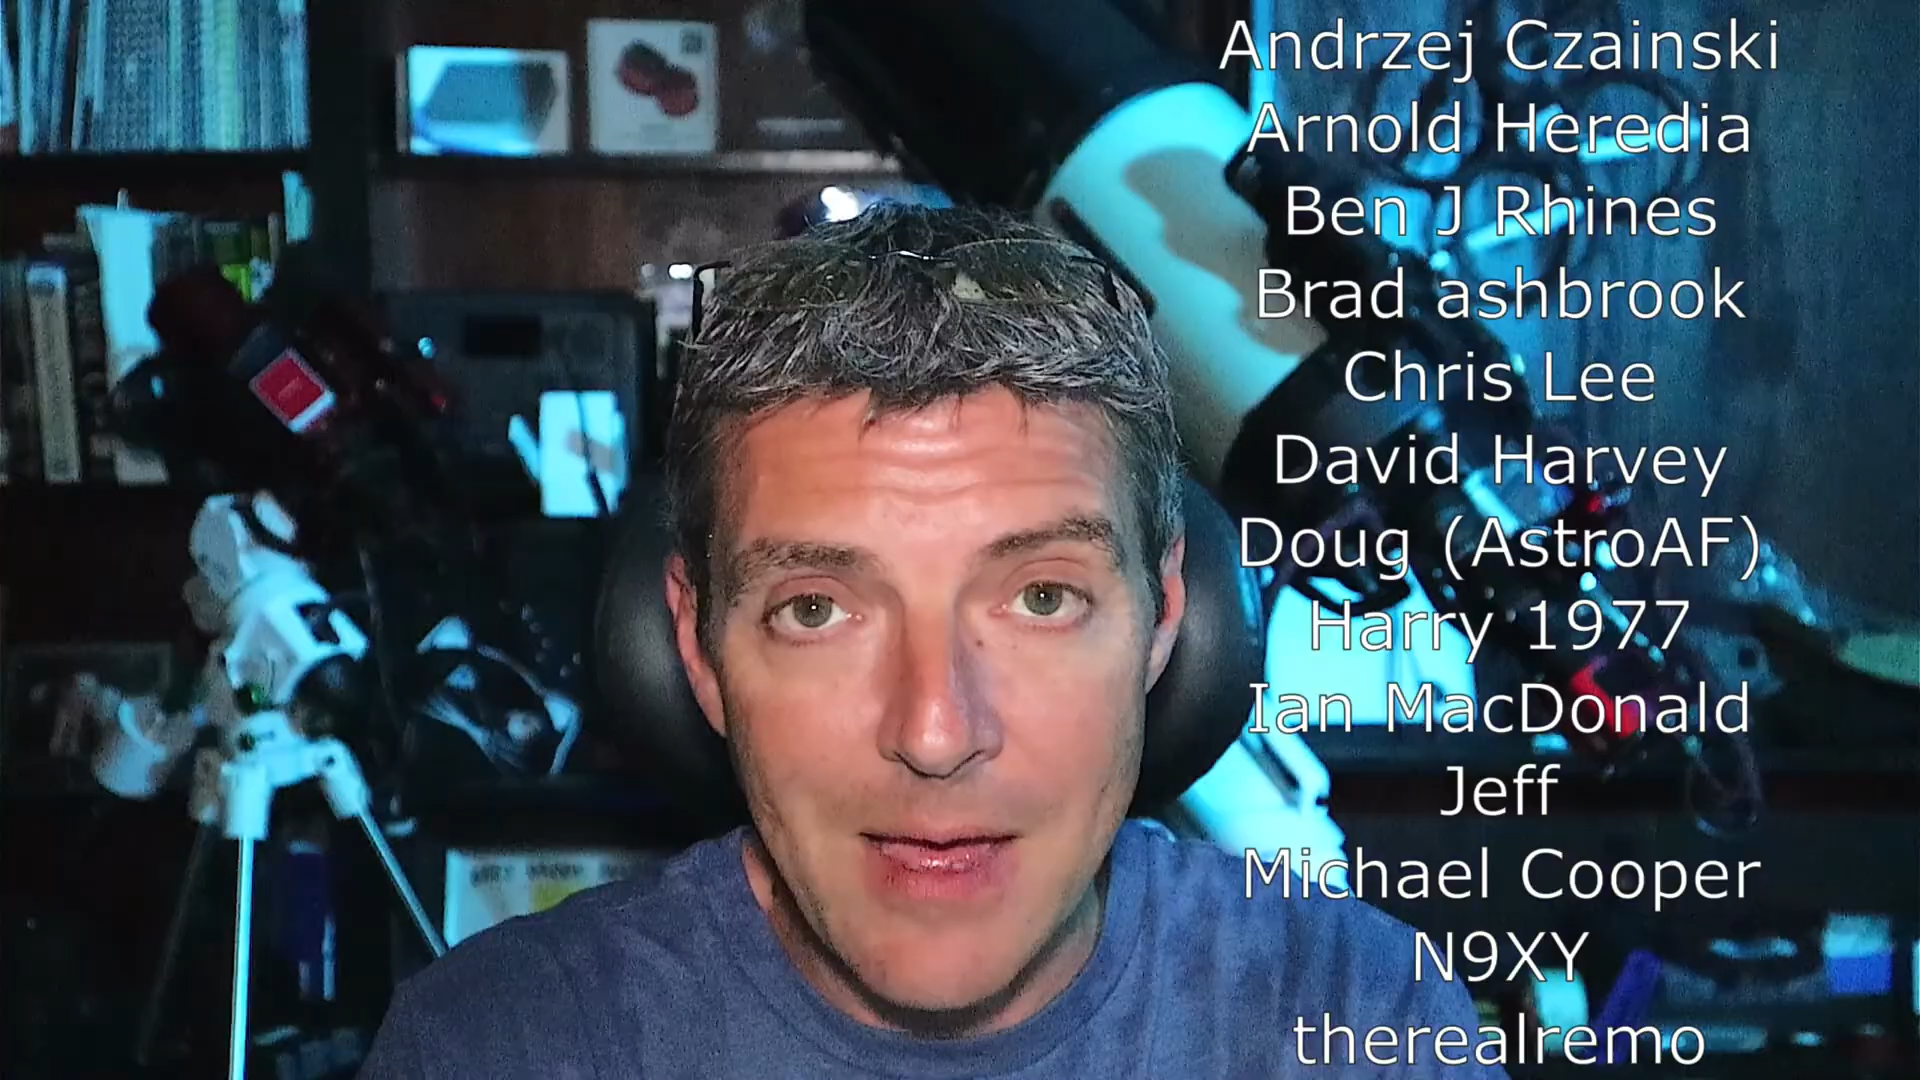 Andrzej Czainski
Arnold Heredia
Ben J Rhines
Brad ashbrook
Chris Lee
David Harvey
Doug (AstroAF)
Harry 1977
Ian MacDonald
Jeff
Michael Cooper
N9XY
therealremo